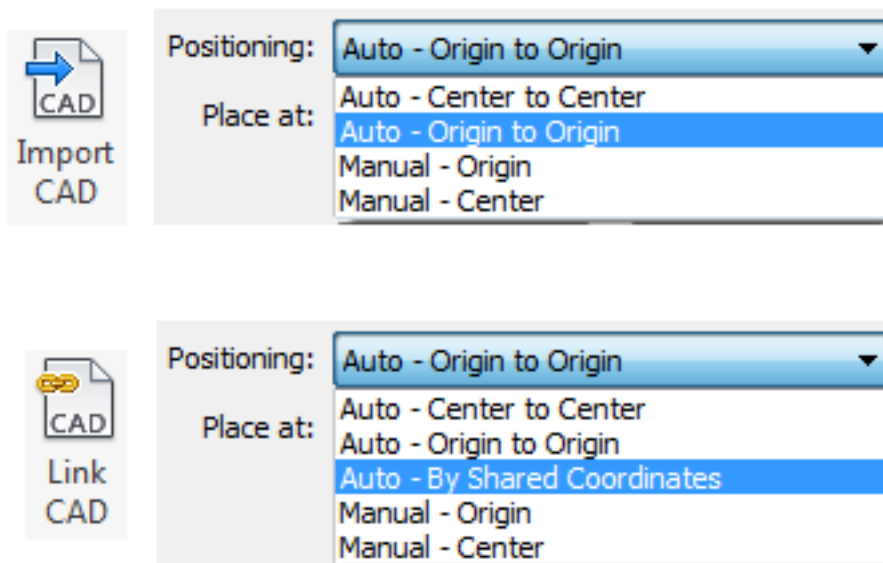 Positioning: Auto - Origin to Origin
Auto - Center to Center
Place at: Auto - Origin to Origin
Manual - Origin
Manual - Center
CAD
Import
CAD
Positioning: Auto - Origin to Origin
Auto - Center to Center
Place at: Auto - Origin to Origin
Auto - By Shared Coordinates
Manual - Origin
Manual - Center
CAD
Link
CAD